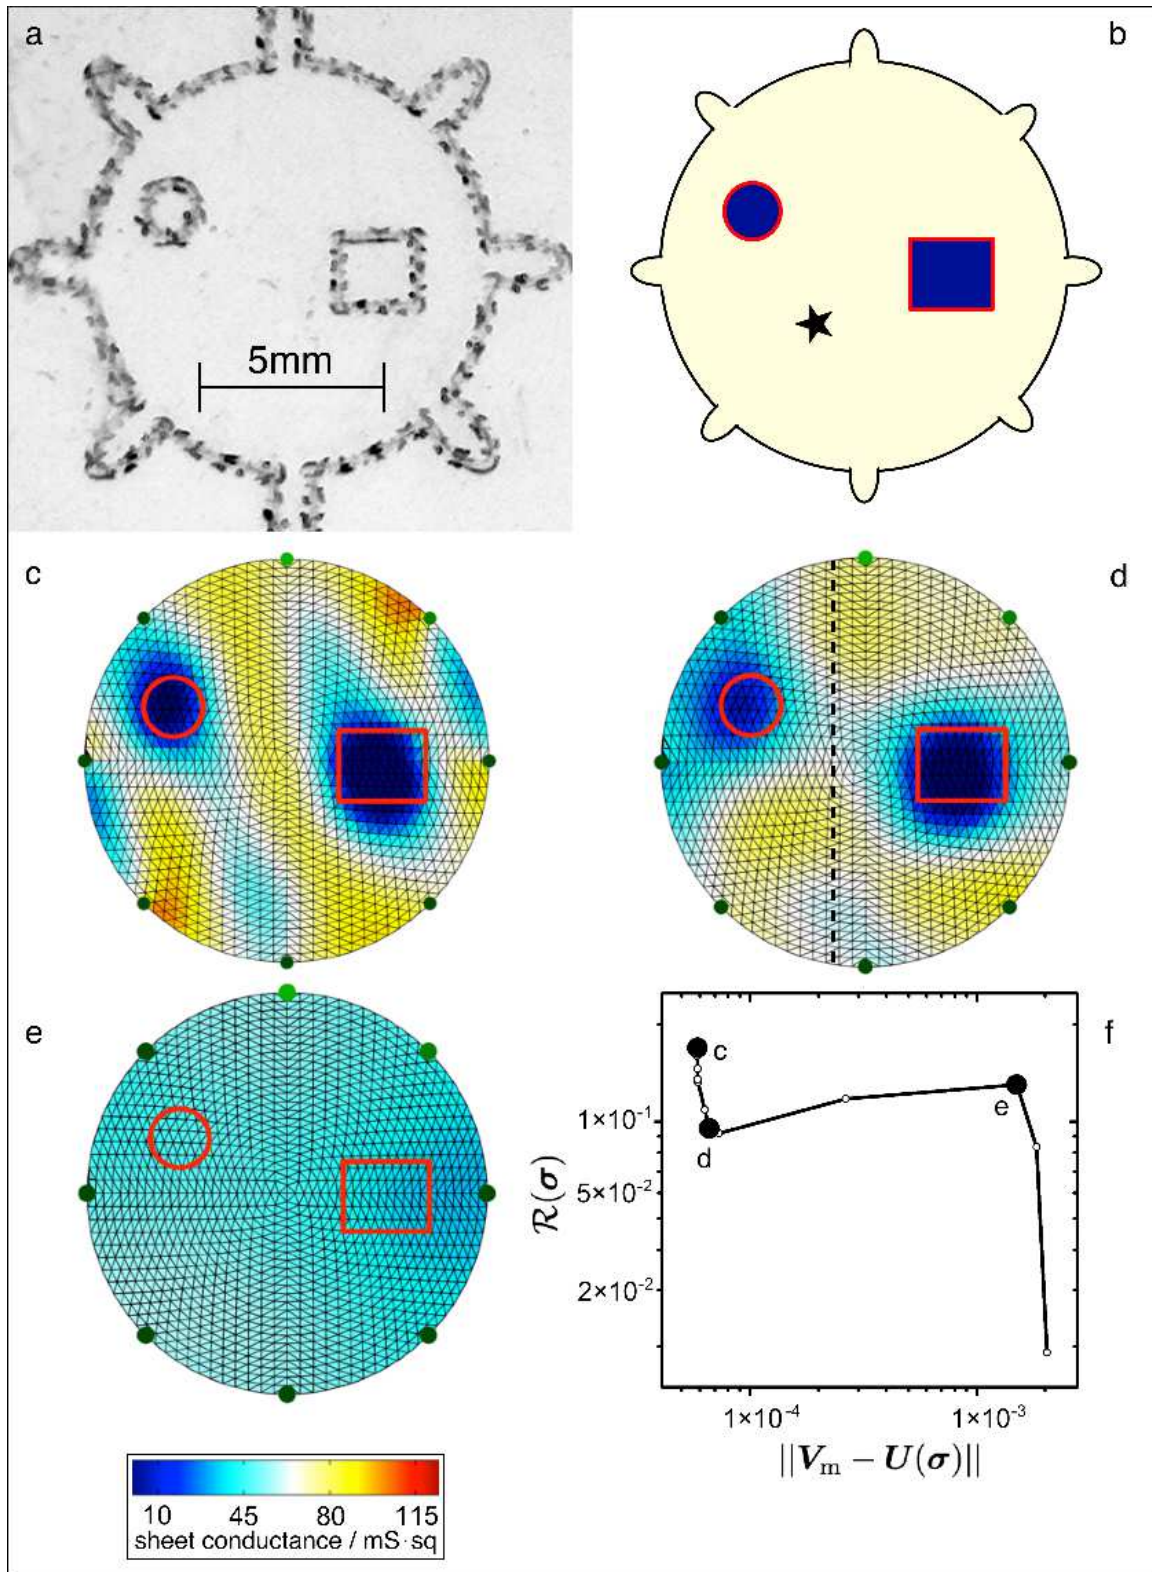 a
b
5mm
c
d
e
f
c
d
e
1×10⁻¹
5×10⁻²
2×10⁻²
R(σ)
1×10⁻⁴ 1×10⁻³
||Vₘ − U(σ)||
10 45 80 115
sheet conductance / mS·sq